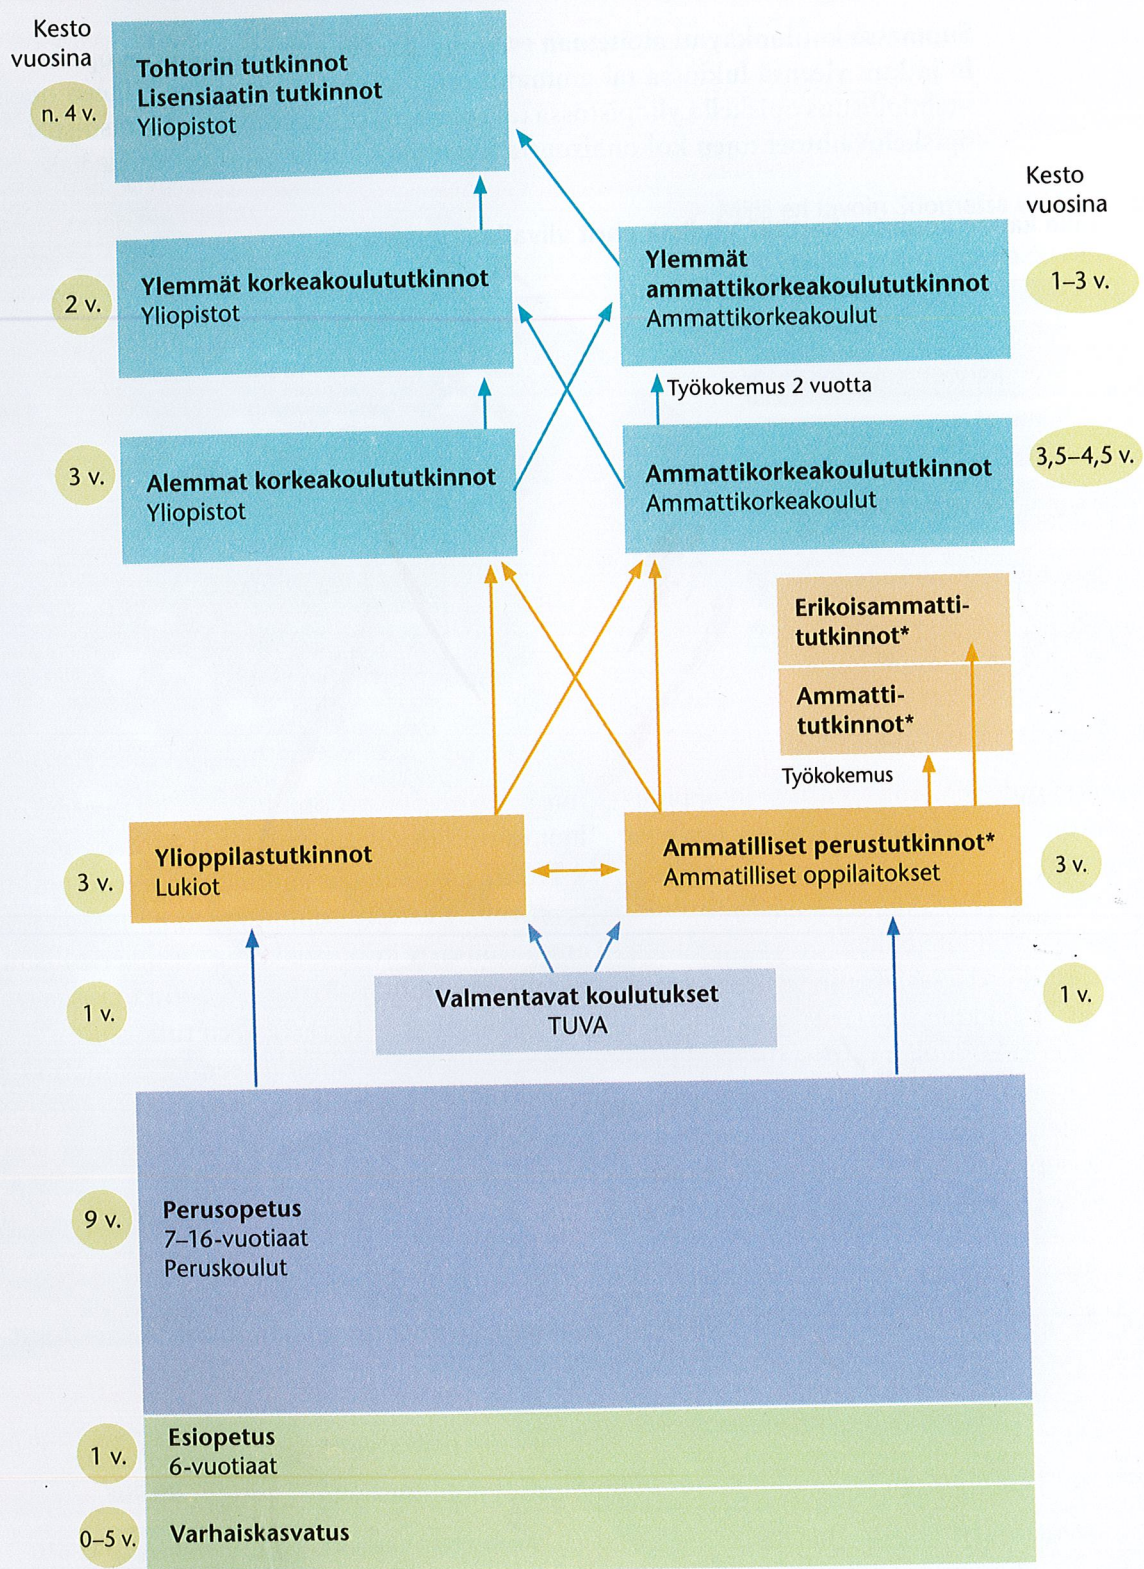 Kesto
vuosina
n. 4 v.
Tohtorin tutkinnot
Lisensiaatin tutkinnot
Yliopistot
Kesto
vuosina
2 v.
Ylemmät korkeakoulututkinnot
Yliopistot
Ylemmät
ammattikorkeakoulututkinnot
Ammattikorkeakoulut
1–3 v.
Työkokemus 2 vuotta
3 v.
Alemmat korkeakoulututkinnot
Yliopistot
Ammattikorkeakoulututkinnot
Ammattikorkeakoulut
3,5–4,5 v.
Erikoisammatti-
tutkinnot*
Ammatti-
tutkinnot*
Työkokemus
3 v.
Ylioppilastutkinnot
Lukiot
Ammatilliset perustutkinnot*
Ammatilliset oppilaitokset
3 v.
1 v.
Valmentavat koulutukset
TUVA
1 v.
9 v.
Perusopetus
7–16-vuotiaat
Peruskoulut
1 v.
Esiopetus
6-vuotiaat
0–5 v.
Varhaiskasvatus